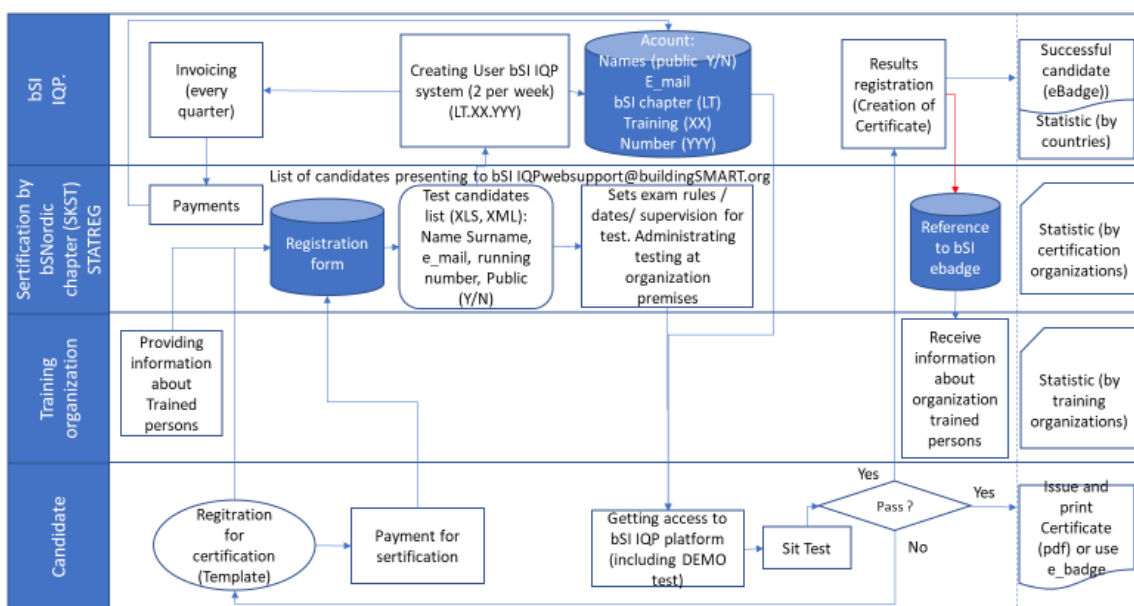 bSI
IQP.
Invoicing
(every
quarter)
Creating User bSI IQP
system (2 per week)
(LT.XX.YYY)
Acount:
Names (public Y/N)
E_mail
bSI chapter (LT)
Training (XX)
Number (YYY)
Results
registration
(Creation of
Certificate)
Successful
candidate
(eBadge))
Statistic (by
countries)
Sertification by
bSNordic
chapter (SKST)
STATREG
List of candidates presenting to bSI IQPwebsupport@buildingSMART.org
Payments
Registration
form
Test candidates
list (XLS, XML):
Name Surname,
e_mail, running
number, Public
(Y/N)
Sets exam rules /
dates/ supervision for
test. Administrating
testing at
organization
premises
Reference
to bSI
ebadge
Statistic (by
certification
organizations)
Training
organization
Providing
information
about
Trained
persons
Receive
information
about
organization
trained
persons
Statistic (by
training
organizations)
Candidate
Regitration for
certification
(Template)
Payment for
sertification
Getting access to
bSI IQP platform
(including DEMO
test)
Sit Test
Yes
Pass ?
Yes
No
Issue and
print
Certificate
(pdf) or use
e_badge